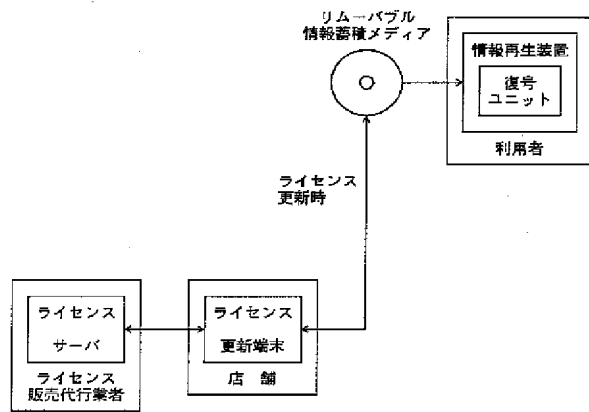 リムーバブル
情報蓄積メディア
情報再生装置
復号
ユニット
利用者
ライセンス
更新時
ライセンス
サーバ
ライセンス
販売代行業者
ライセンス
更新端末
店 舗